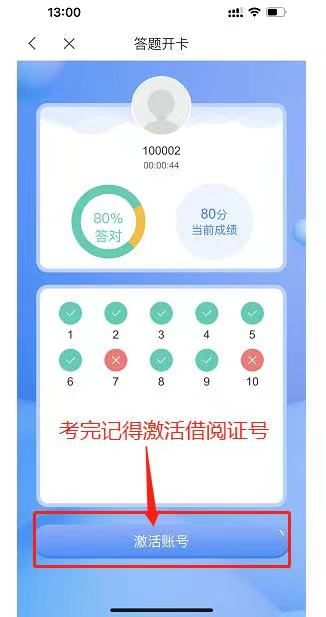 13:00
答题开卡
100002
00:00:44
80%
答对
80分
当前成绩
1 2 3 4 5
6 7 8 9 10
考完记得激活借阅证号
激活账号